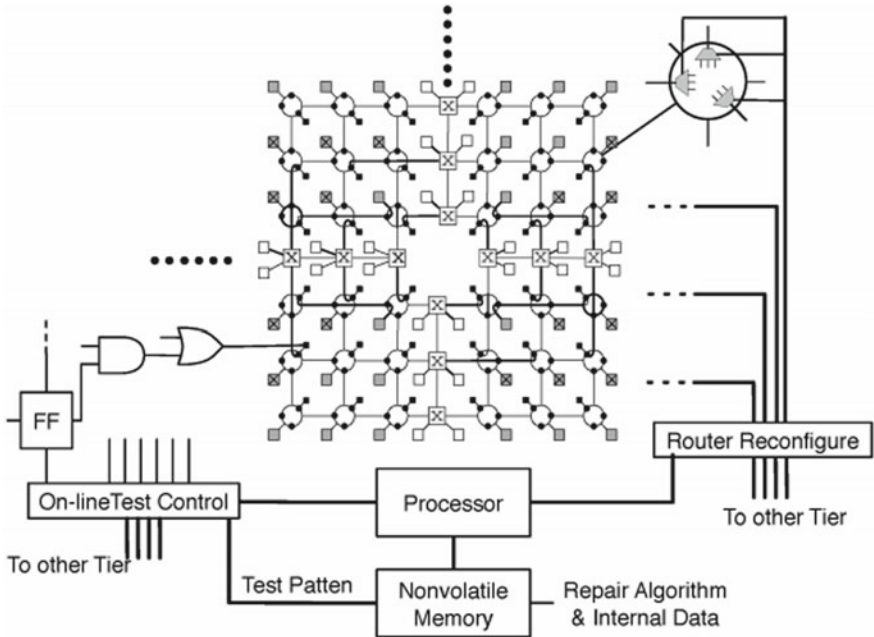 FF
Router Reconfigure
On-lineTest Control
Processor
To other Tier
To other Tier
Test Patten
Nonvolatile
Memory
Repair Algorithm
& Internal Data